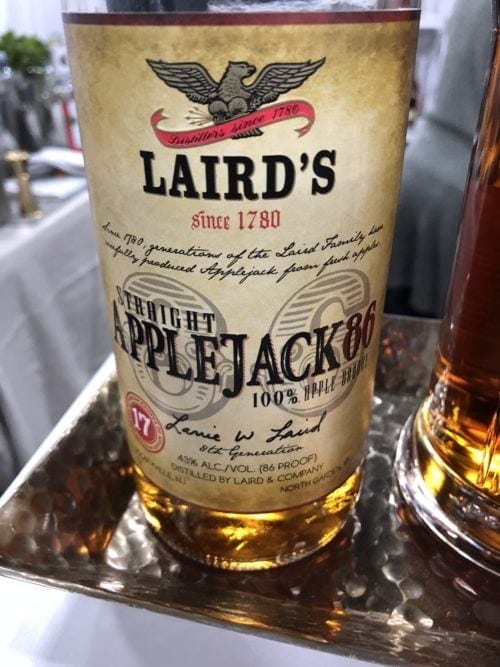 Distillers since 1780
LAIRD'S
since 1780
Since 1780, generations of the Laird Family have
carefully produced Applejack from fresh apples.
STRAIGHT
APPLEJACK 86
100% APPLE BRANDY
17
Larrie W Laird
8th Generation
43% ALC./VOL. (86 PROOF)
DISTILLED BY LAIRD & COMPANY
NORTH GARDEN,